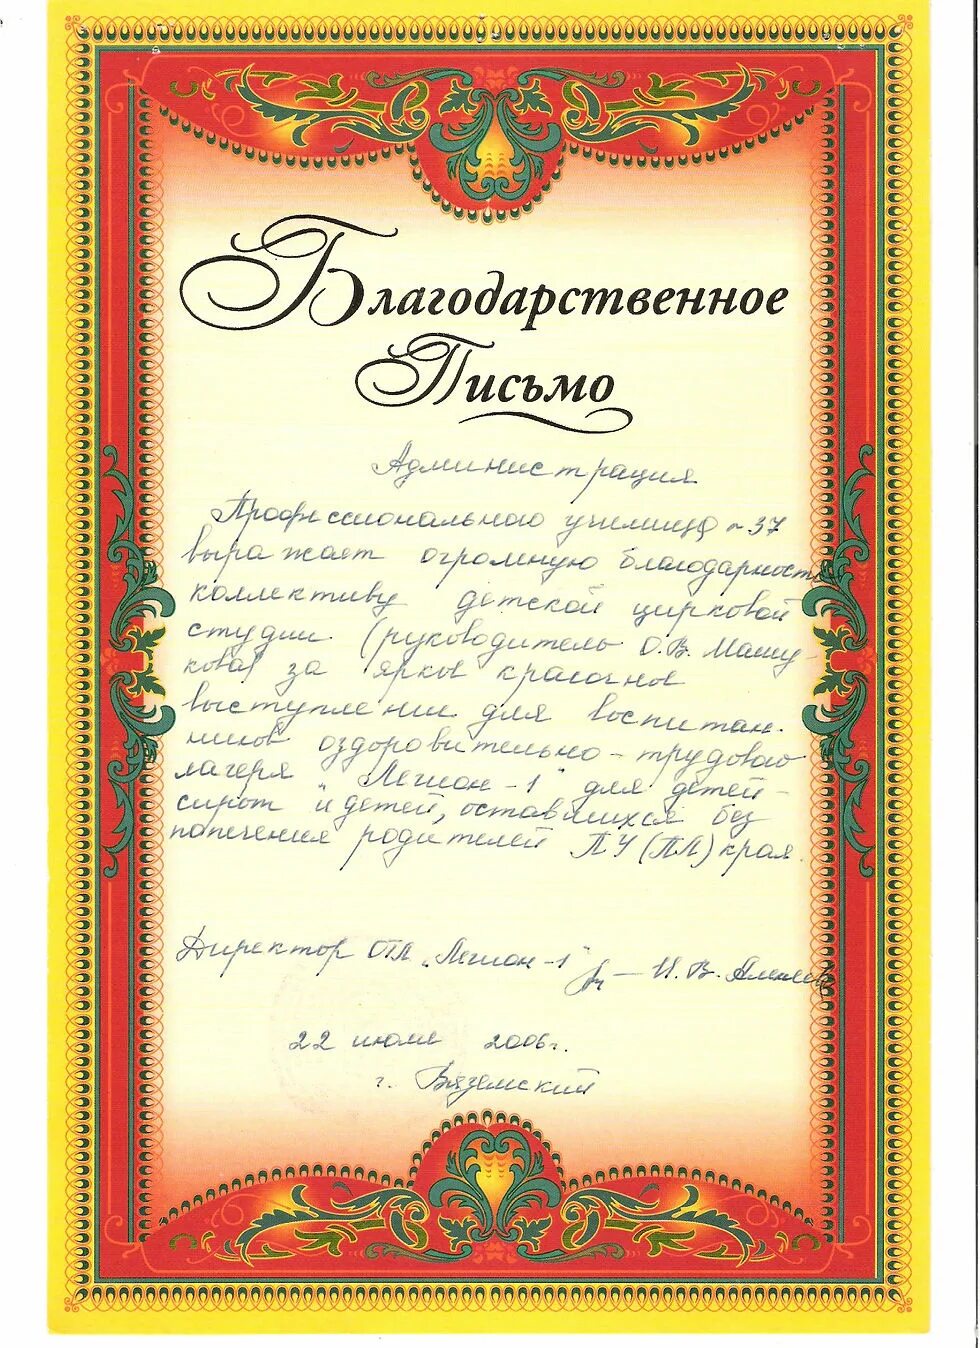 Благодарственное
Письмо
Администрация
Профессионального училища № 37
выражает огромную благодарность
коллективу детской цирковой
студии (руководитель О.В. Машу-
кова) за яркое красочное
выступление для воспитан-
ников оздоровительно-трудового
лагеря "Легион-1" для детей-
сирот и детей, оставшихся без
попечения родителей ПУ (ПЛ) края.
Директор ОТЛ "Легион-1" – И.В.
22 июля 2006г.
г. Вяземский